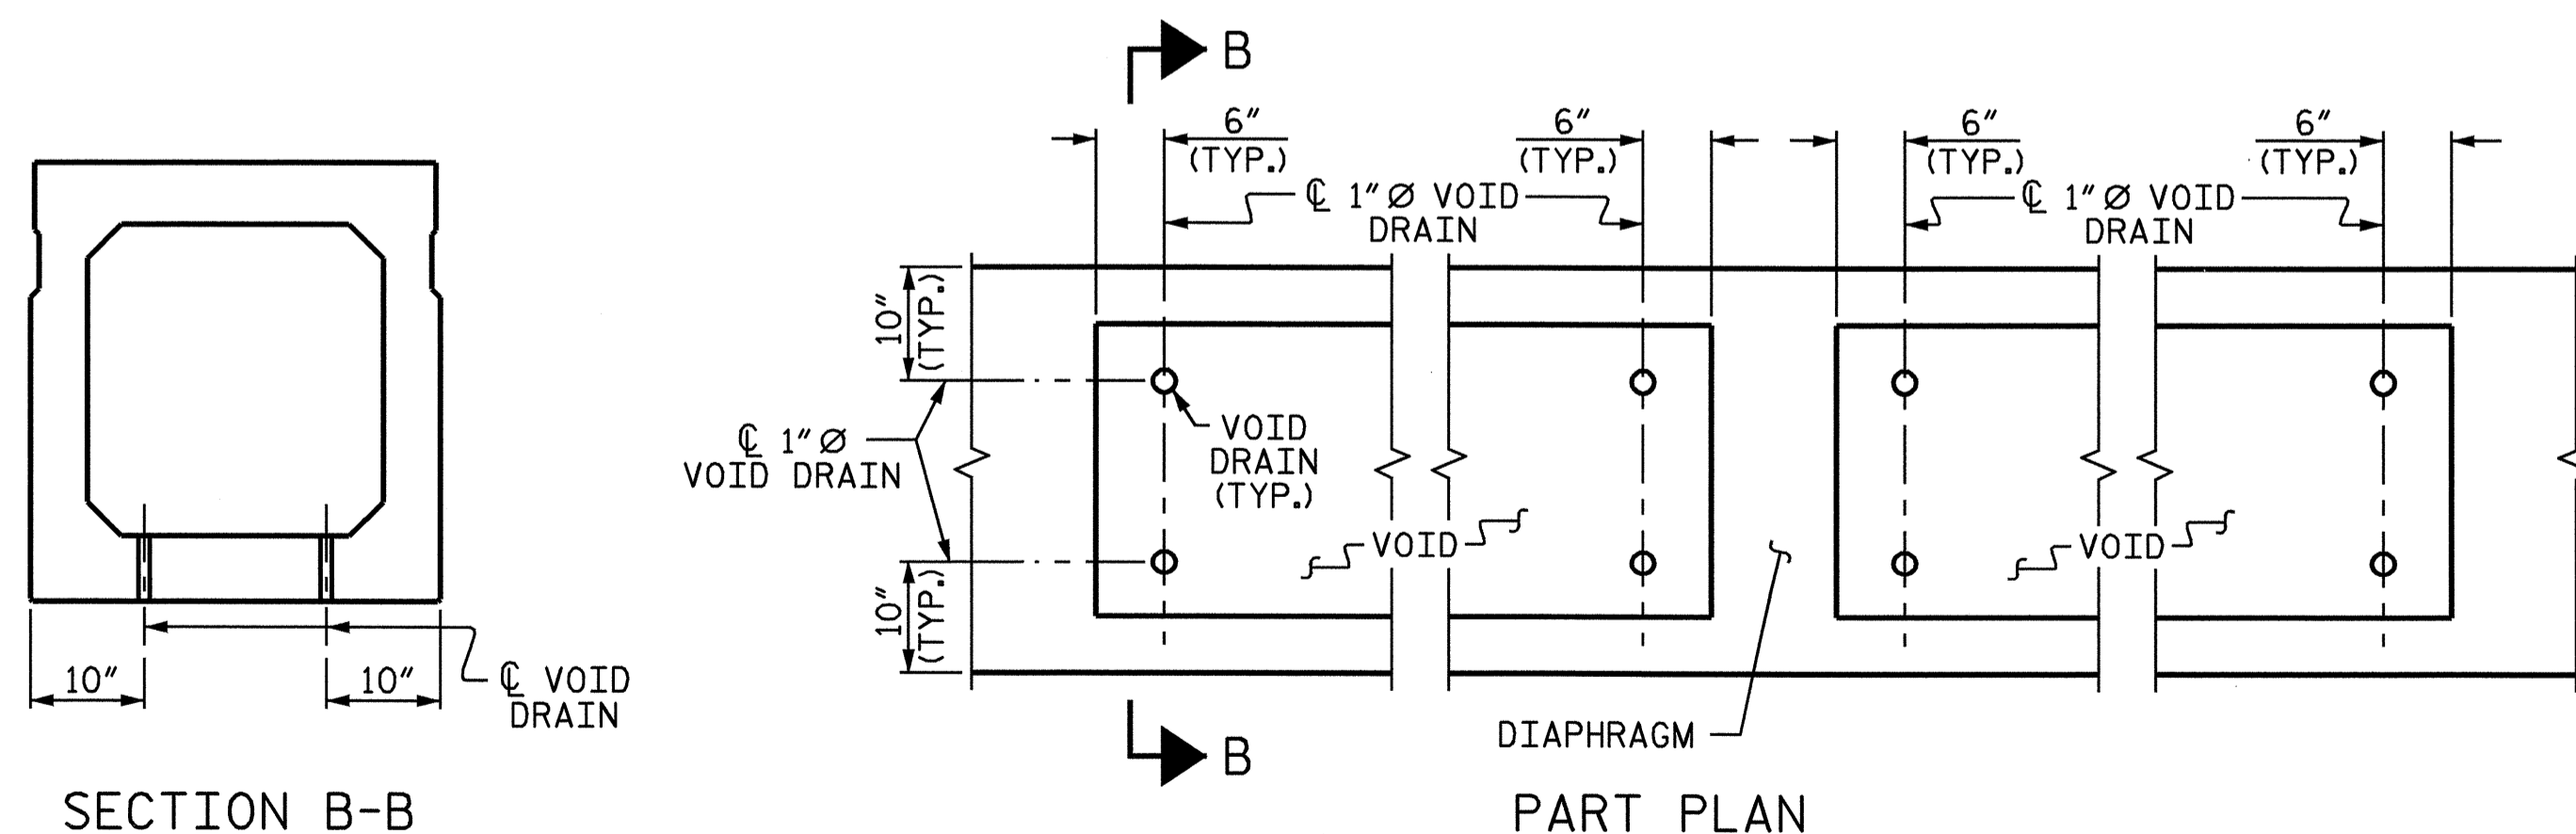 10"
10"
℄ VOID
DRAIN
SECTION B-B
B
6"
(TYP.)
6"
(TYP.)
6"
(TYP.)
6"
(TYP.)
℄ 1"Ø VOID
DRAIN
℄ 1"Ø VOID
DRAIN
10"
(TYP.)
℄ 1"Ø
VOID DRAIN
VOID
DRAIN
(TYP.)
VOID
VOID
10"
(TYP.)
DIAPHRAGM
B
PART PLAN